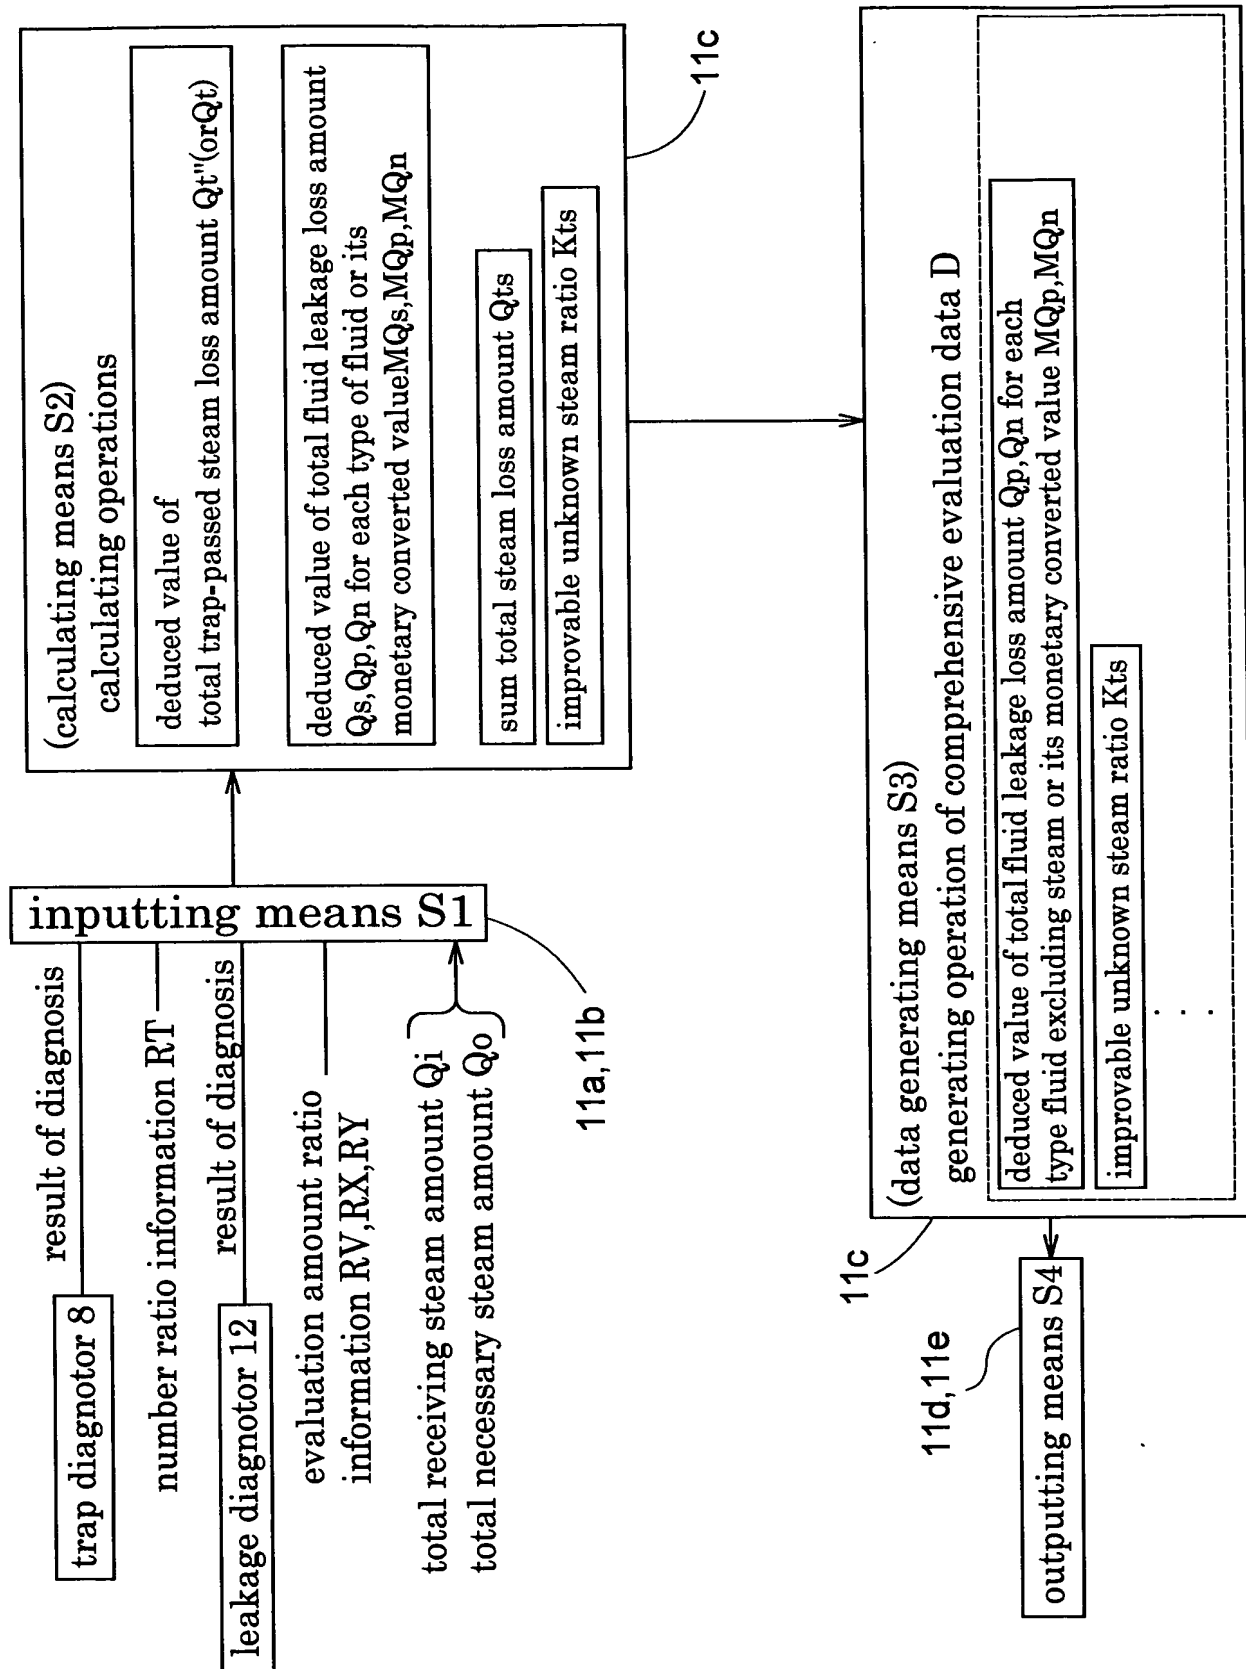 result of diagnosis
trap diagnotor 8
number ratio information RT
result of diagnosis
leakage diagnotor 12
evaluation amount ratio
information RV,RX,RY
total receiving steam amount Qi
total necessary steam amount Qo
inputting means S1
11a,11b
(calculating means S2)
calculating operations
deduced value of
total trap-passed steam loss amount Qt"(orQt)
deduced value of total fluid leakage loss amount
Qs,Qp,Qn for each type of fluid or its
monetary converted valueMQs,MQp,MQn
sum total steam loss amount Qts
improvable unknown steam ratio Kts
11c
(data generating means S3)
generating operation of comprehensive evaluation data D
deduced value of total fluid leakage loss amount Qp,Qn for each
type fluid excluding steam or its monetary converted value MQp,MQn
improvable unknown steam ratio Kts
. . .
11c
outputting means S4
11d,11e